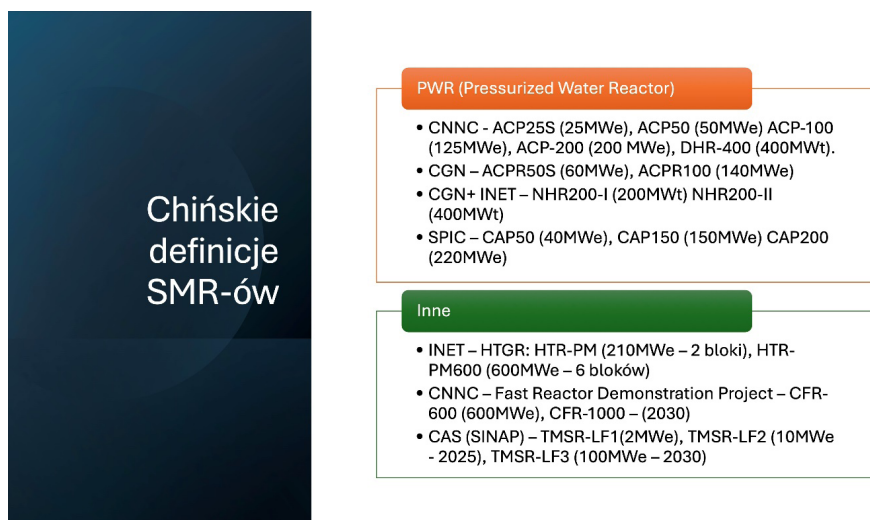 Chińskie
definicje
SMR-ów
PWR (Pressurized Water Reactor)
• CNNC - ACP25S (25MWe), ACP50 (50MWe) ACP-100
(125MWe), ACP-200 (200 MWe), DHR-400 (400MWt).
• CGN – ACPR50S (60MWe), ACPR100 (140MWe)
• CGN+ INET – NHR200-I (200MWt) NHR200-II
(400MWt)
• SPIC – CAP50 (40MWe), CAP150 (150MWe) CAP200
(220MWe)
Inne
• INET – HTGR: HTR-PM (210MWe – 2 bloki), HTR-
PM600 (600MWe – 6 bloków)
• CNNC – Fast Reactor Demonstration Project – CFR-
600 (600MWe), CFR-1000 – (2030)
• CAS (SINAP) – TMSR-LF1(2MWe), TMSR-LF2 (10MWe
- 2025), TMSR-LF3 (100MWe – 2030)